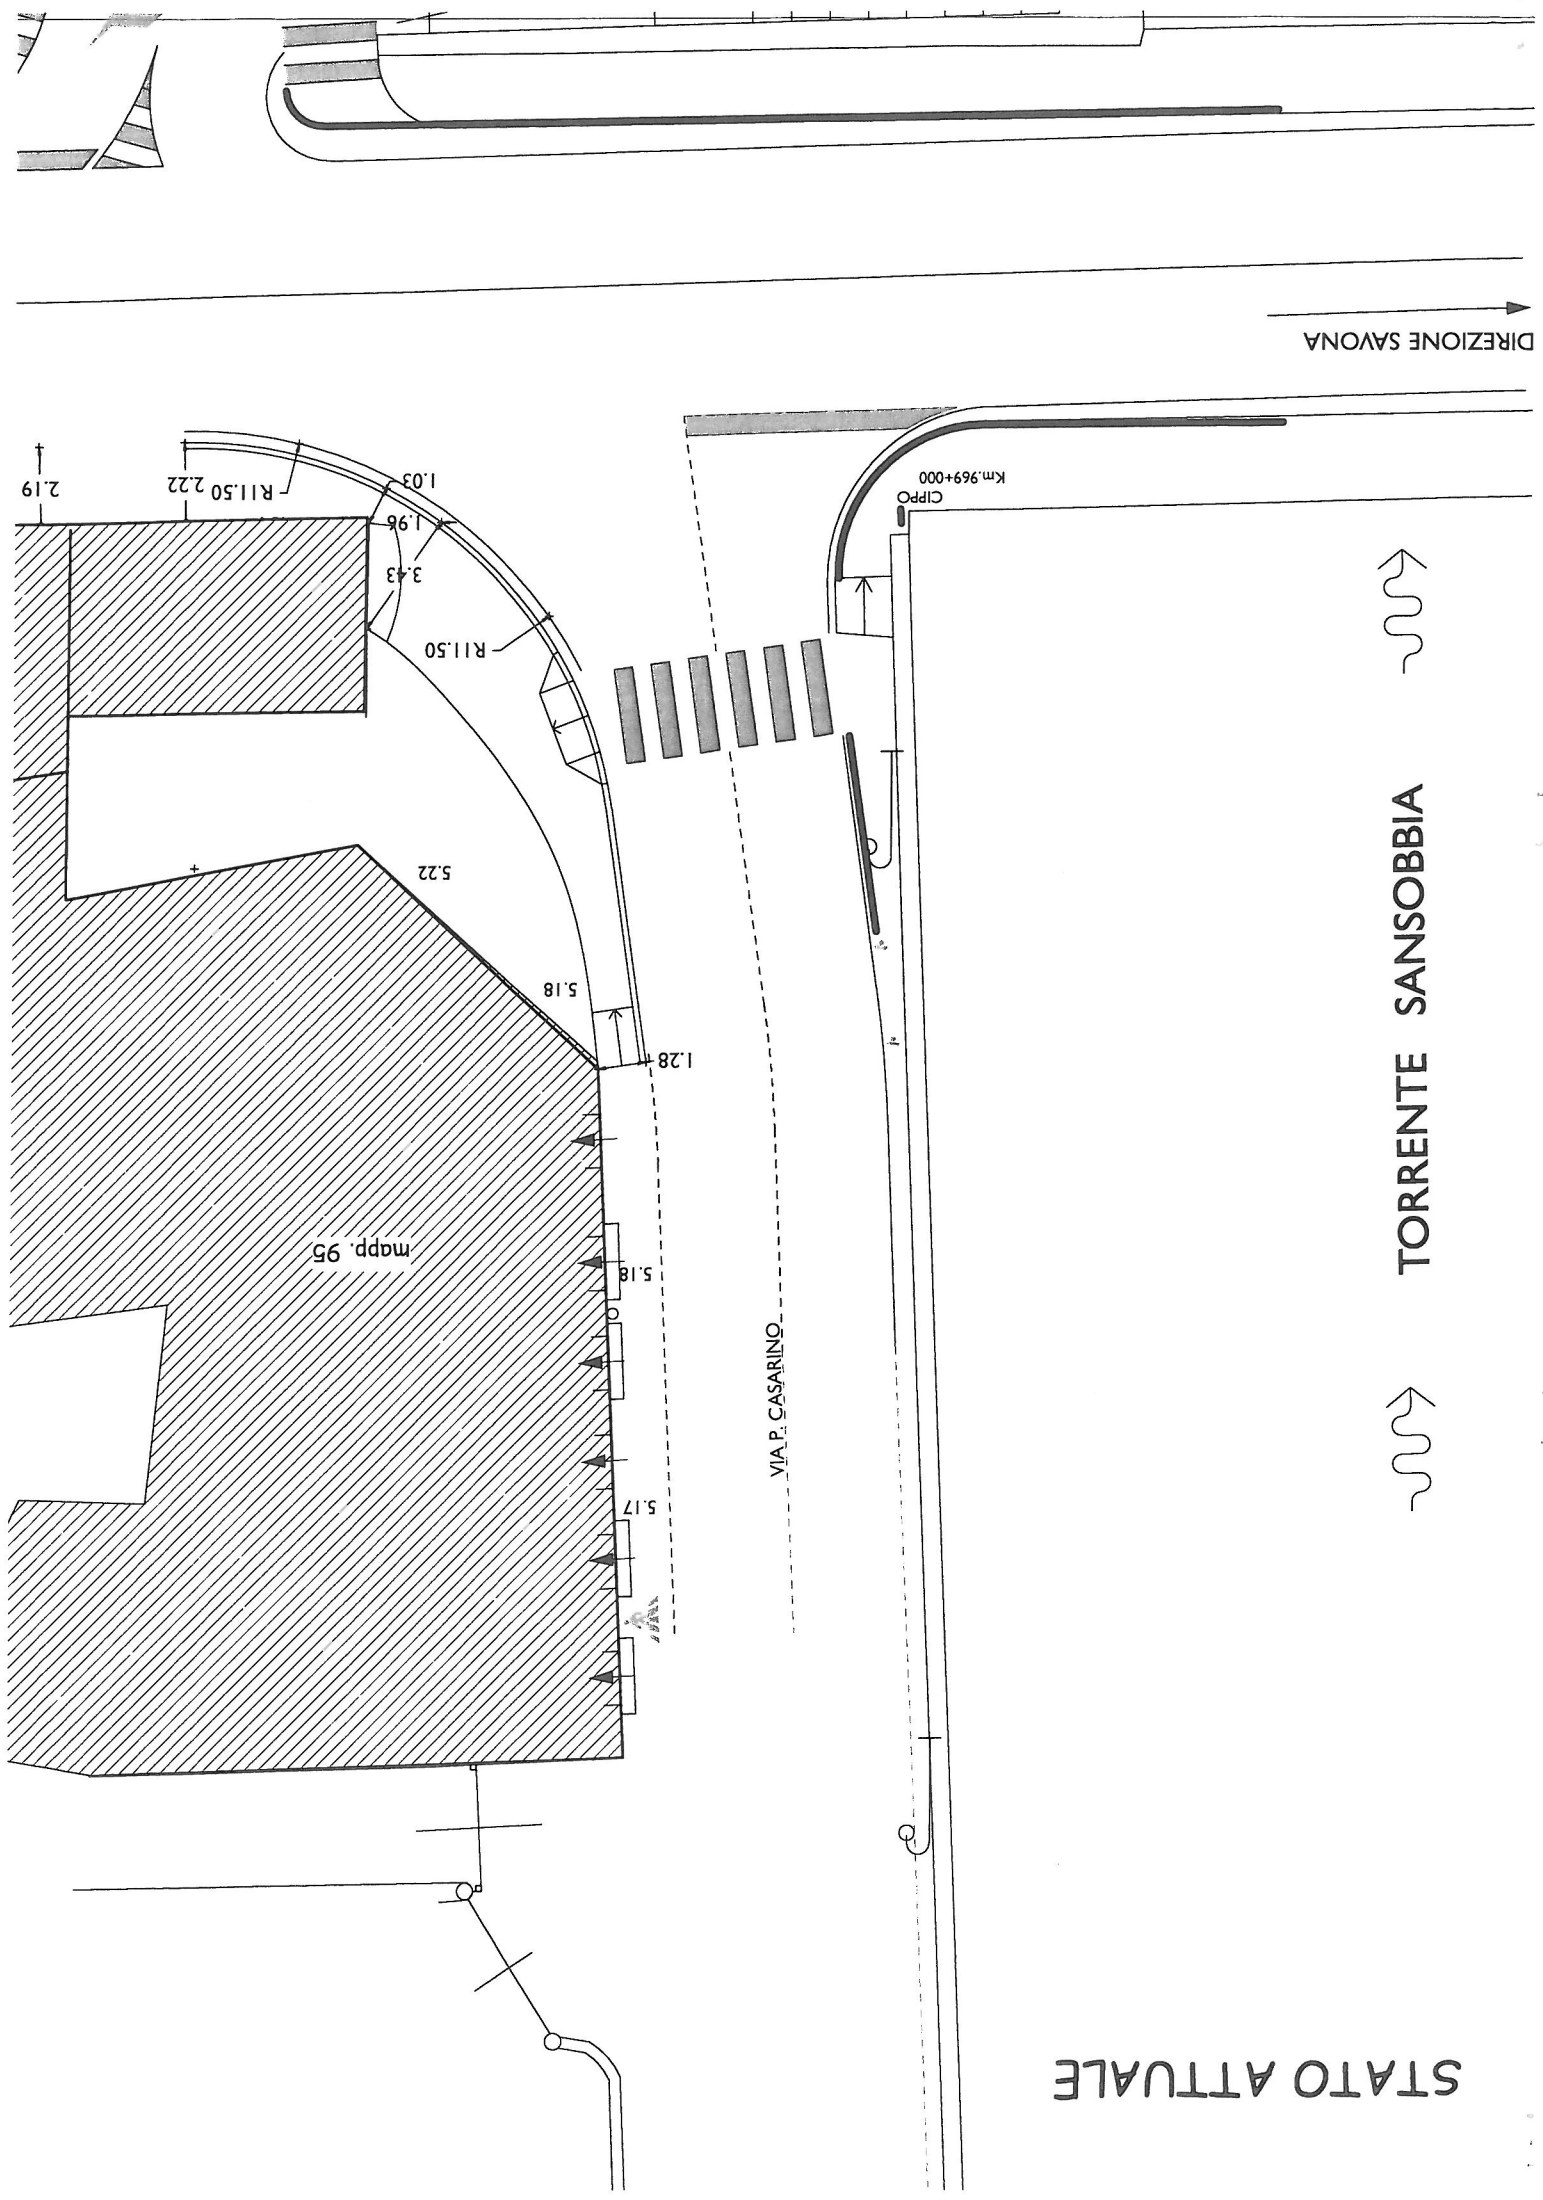 STATO ATTUALE
5.17
5.18
mapp. 95
1.28
5.18
5.22
R11.50
3.43
1.96
1.03
R11.50
2.22
2.19
CIPPO
Km.969+000
DIREZIONE SAVONA
VIA P. CASARINO
TORRENTE SANSOBBIA